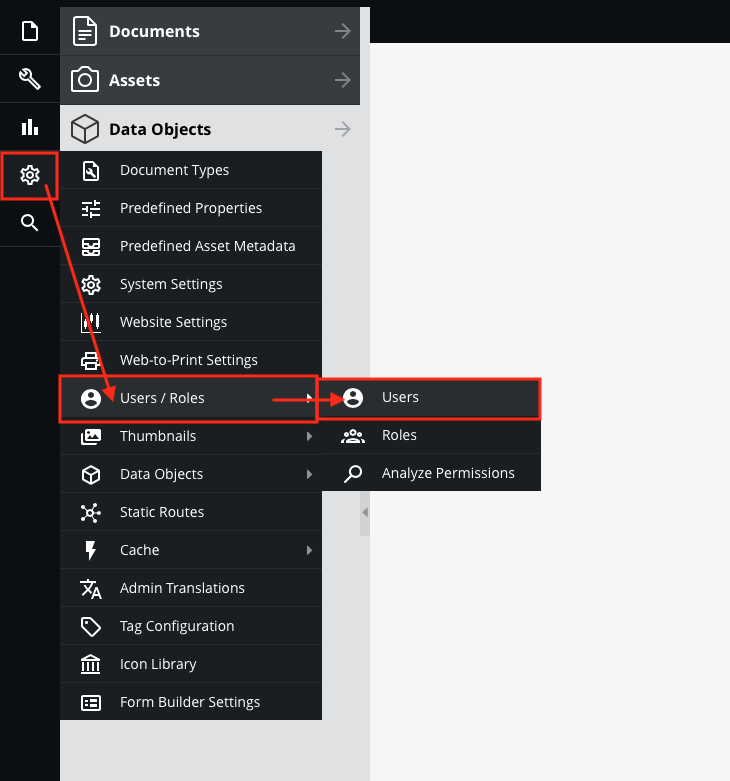 Documents
Assets
Data Objects
Document Types
Predefined Properties
Predefined Asset Metadata
System Settings
Website Settings
Web-to-Print Settings
Users / Roles
Users
Thumbnails
Roles
Data Objects
Analyze Permissions
Static Routes
Cache
Admin Translations
Tag Configuration
Icon Library
Form Builder Settings